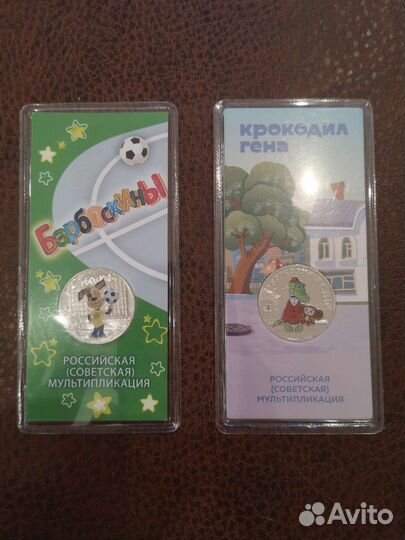 Барбоскины
РОССИЙСКАЯ
(СОВЕТСКАЯ)
МУЛЬТИПЛИКАЦИЯ
крокодил
гена
РОССИЙСКАЯ
(СОВЕТСКАЯ)
МУЛЬТИПЛИКАЦИЯ
Avito